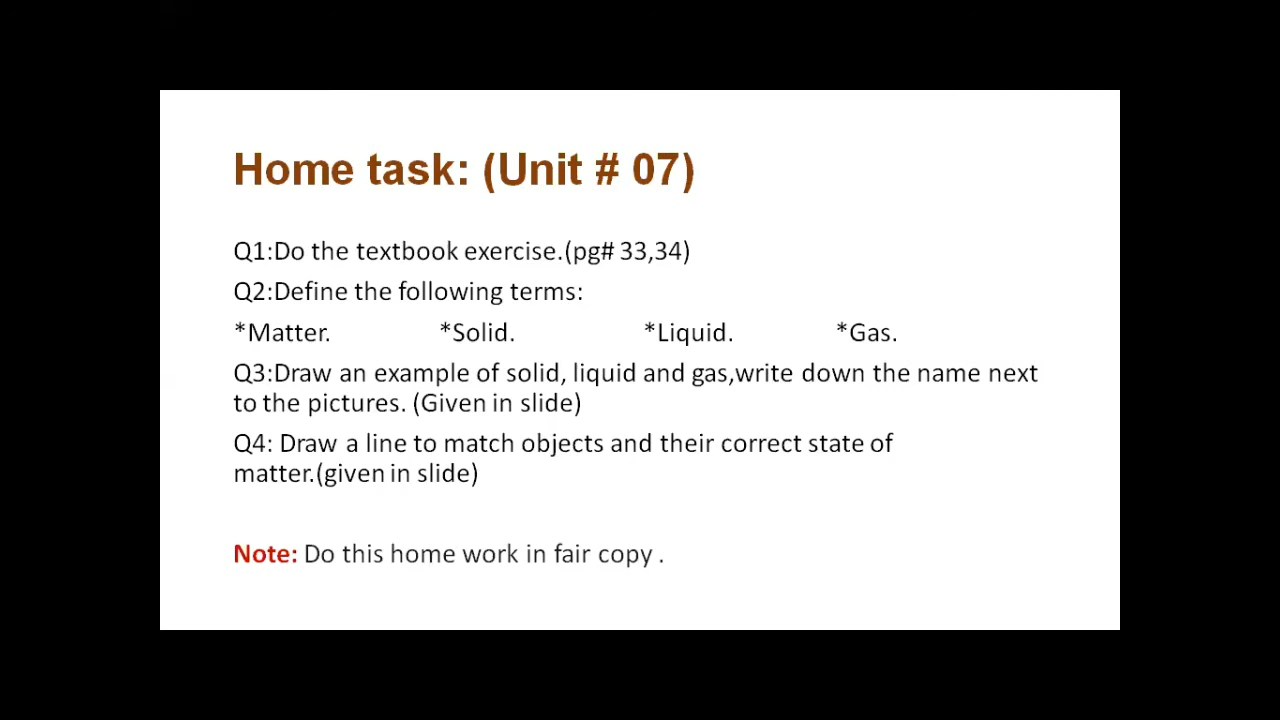 Home task: (Unit # 07)
Q1:Do the textbook exercise.(pg# 33,34)
Q2:Define the following terms:
*Matter. *Solid. *Liquid. *Gas.
Q3:Draw an example of solid, liquid and gas,write down the name next
to the pictures. (Given in slide)
Q4: Draw a line to match objects and their correct state of
matter.(given in slide)
Note: Do this home work in fair copy .